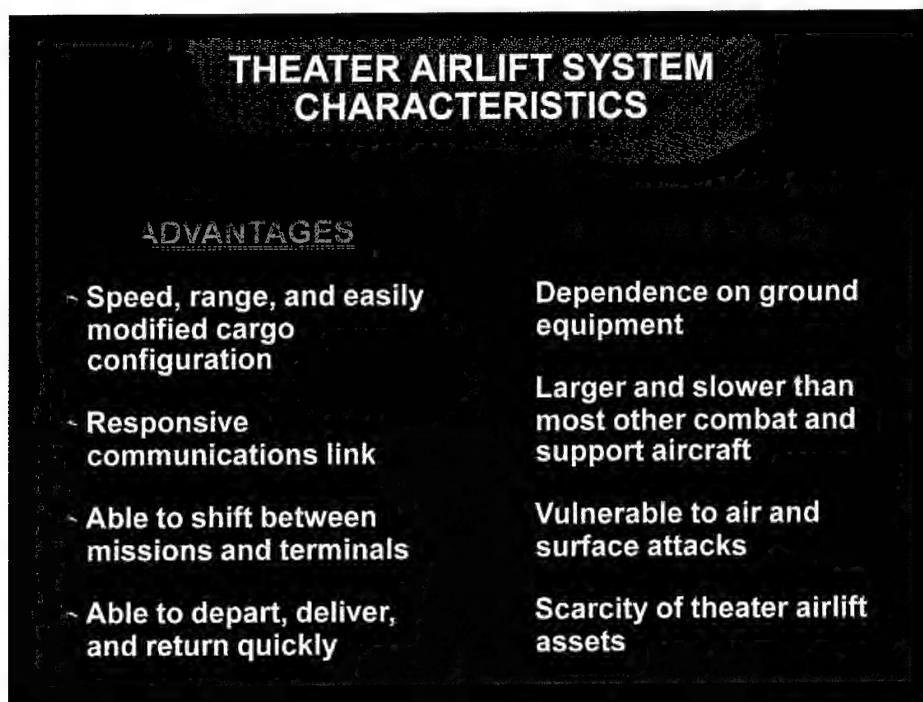 THEATER AIRLIFT SYSTEM
CHARACTERISTICS
ADVANTAGES
~ Speed, range, and easily
modified cargo
configuration
~ Responsive
communications link
~ Able to shift between
missions and terminals
~ Able to depart, deliver,
and return quickly
Dependence on ground
equipment
Larger and slower than
most other combat and
support aircraft
Vulnerable to air and
surface attacks
Scarcity of theater airlift
assets